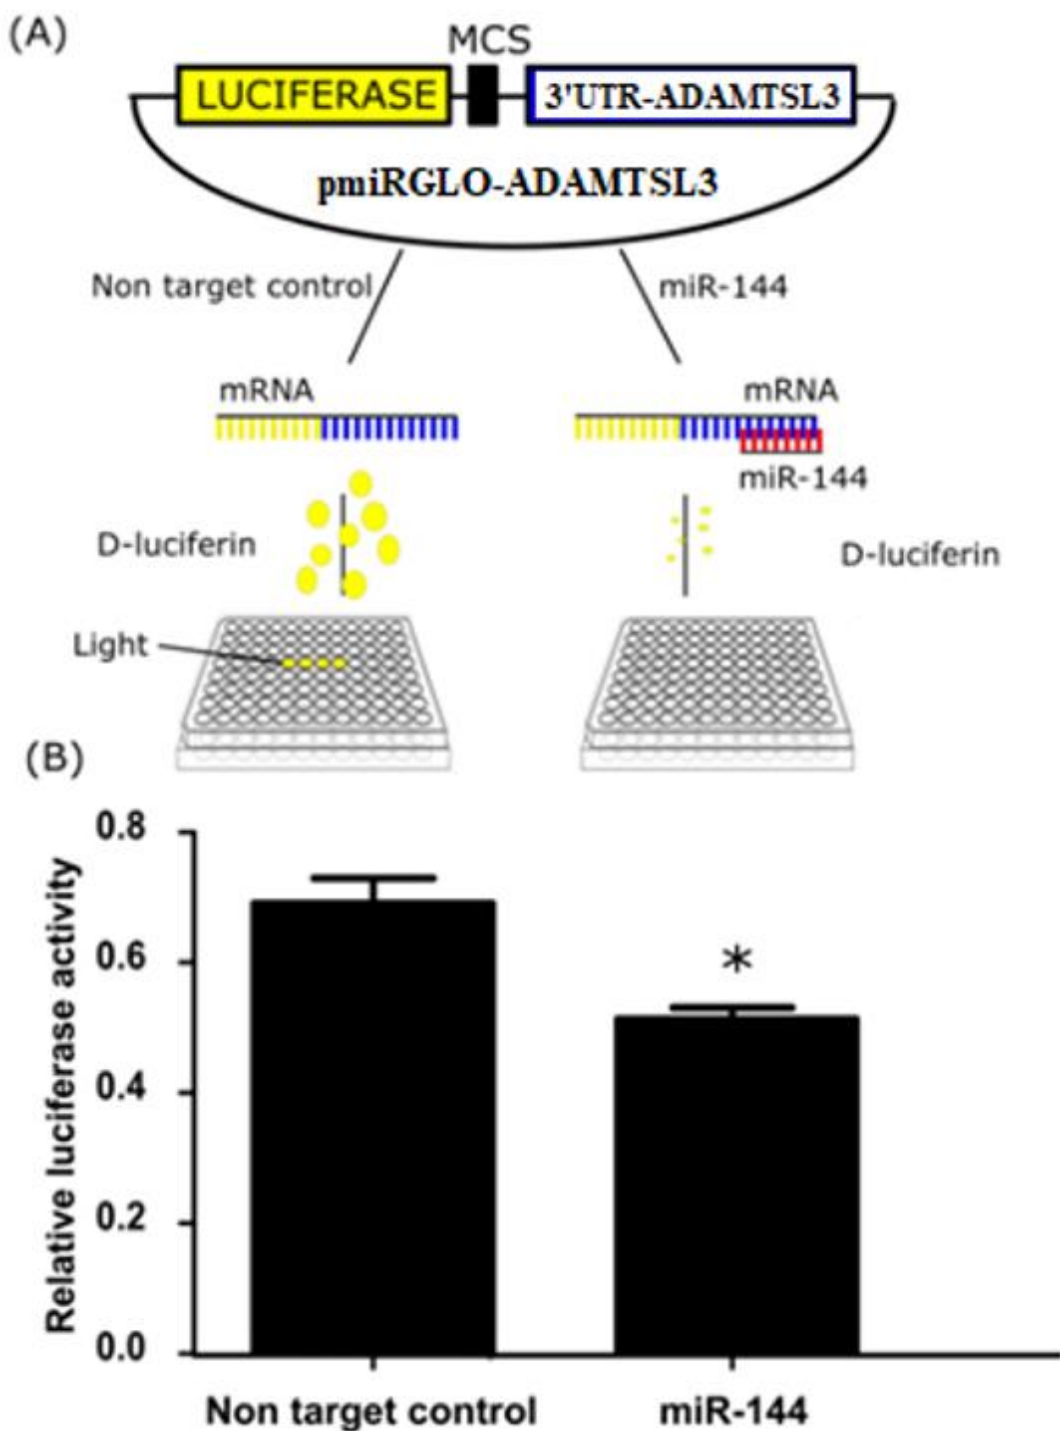 (A)
MCS
LUCIFERASE
3'UTR-ADAMTSL3
pmiRGLO-ADAMTSL3
Non target control
miR-144
mRNA
mRNA
miR-144
D-luciferin
D-luciferin
Light
(B)
Relative luciferase activity
0.8
0.6
*
0.4
0.2
0.0
Non target control
miR-144